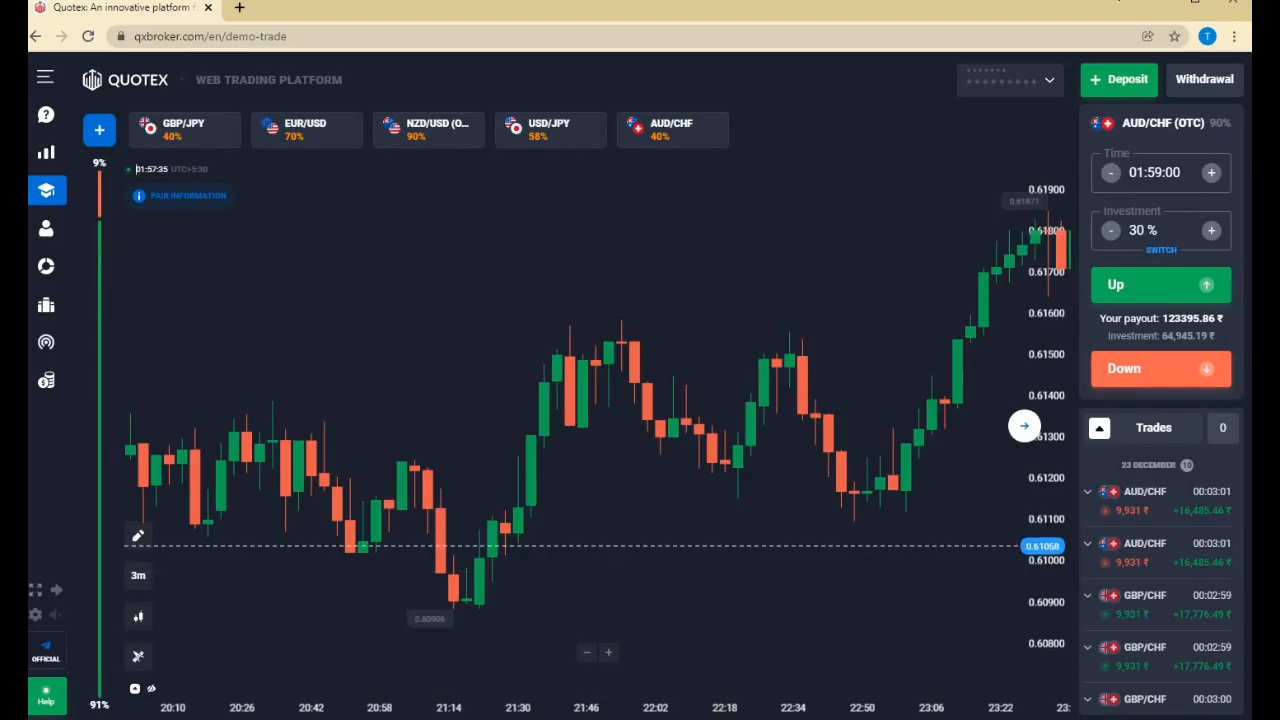 Quotex: An innovative platform f
qxbroker.com/en/demo-trade
T
QUOTEX
WEB TRADING PLATFORM
*******
*********
Deposit
Withdrawal
GBP/JPY
40%
EUR/USD
70%
NZD/USD (O...
90%
USD/JPY
58%
AUD/CHF
40%
AUD/CHF (OTC) 90%
9%
01:57:35 UTC+5:30
PAIR INFORMATION
Time
- 01:59:00 +
Investment
- 30 % +
SWITCH
Up
Your payout: 123395.86 ₹
Investment: 64,945.19 ₹
Down
0.61900
0.61871
0.61800
0.61700
0.61600
0.61500
0.61400
0.61300
0.61200
0.61100
0.61058
0.61000
0.60900
0.60906
0.60800
Trades 0
23 DECEMBER 10
AUD/CHF 00:03:01
9,931 ₹ +16,485.46 ₹
AUD/CHF 00:03:01
9,931 ₹ +16,485.46 ₹
GBP/CHF 00:02:59
9,931 ₹ +17,776.49 ₹
GBP/CHF 00:02:59
9,931 ₹ +17,776.49 ₹
GBP/CHF 00:03:00
3m
OFFICIAL
Help
91%
20:10 20:26 20:42 20:58 21:14 21:30 21:46 22:02 22:18 22:34 22:50 23:06 23:22 23: